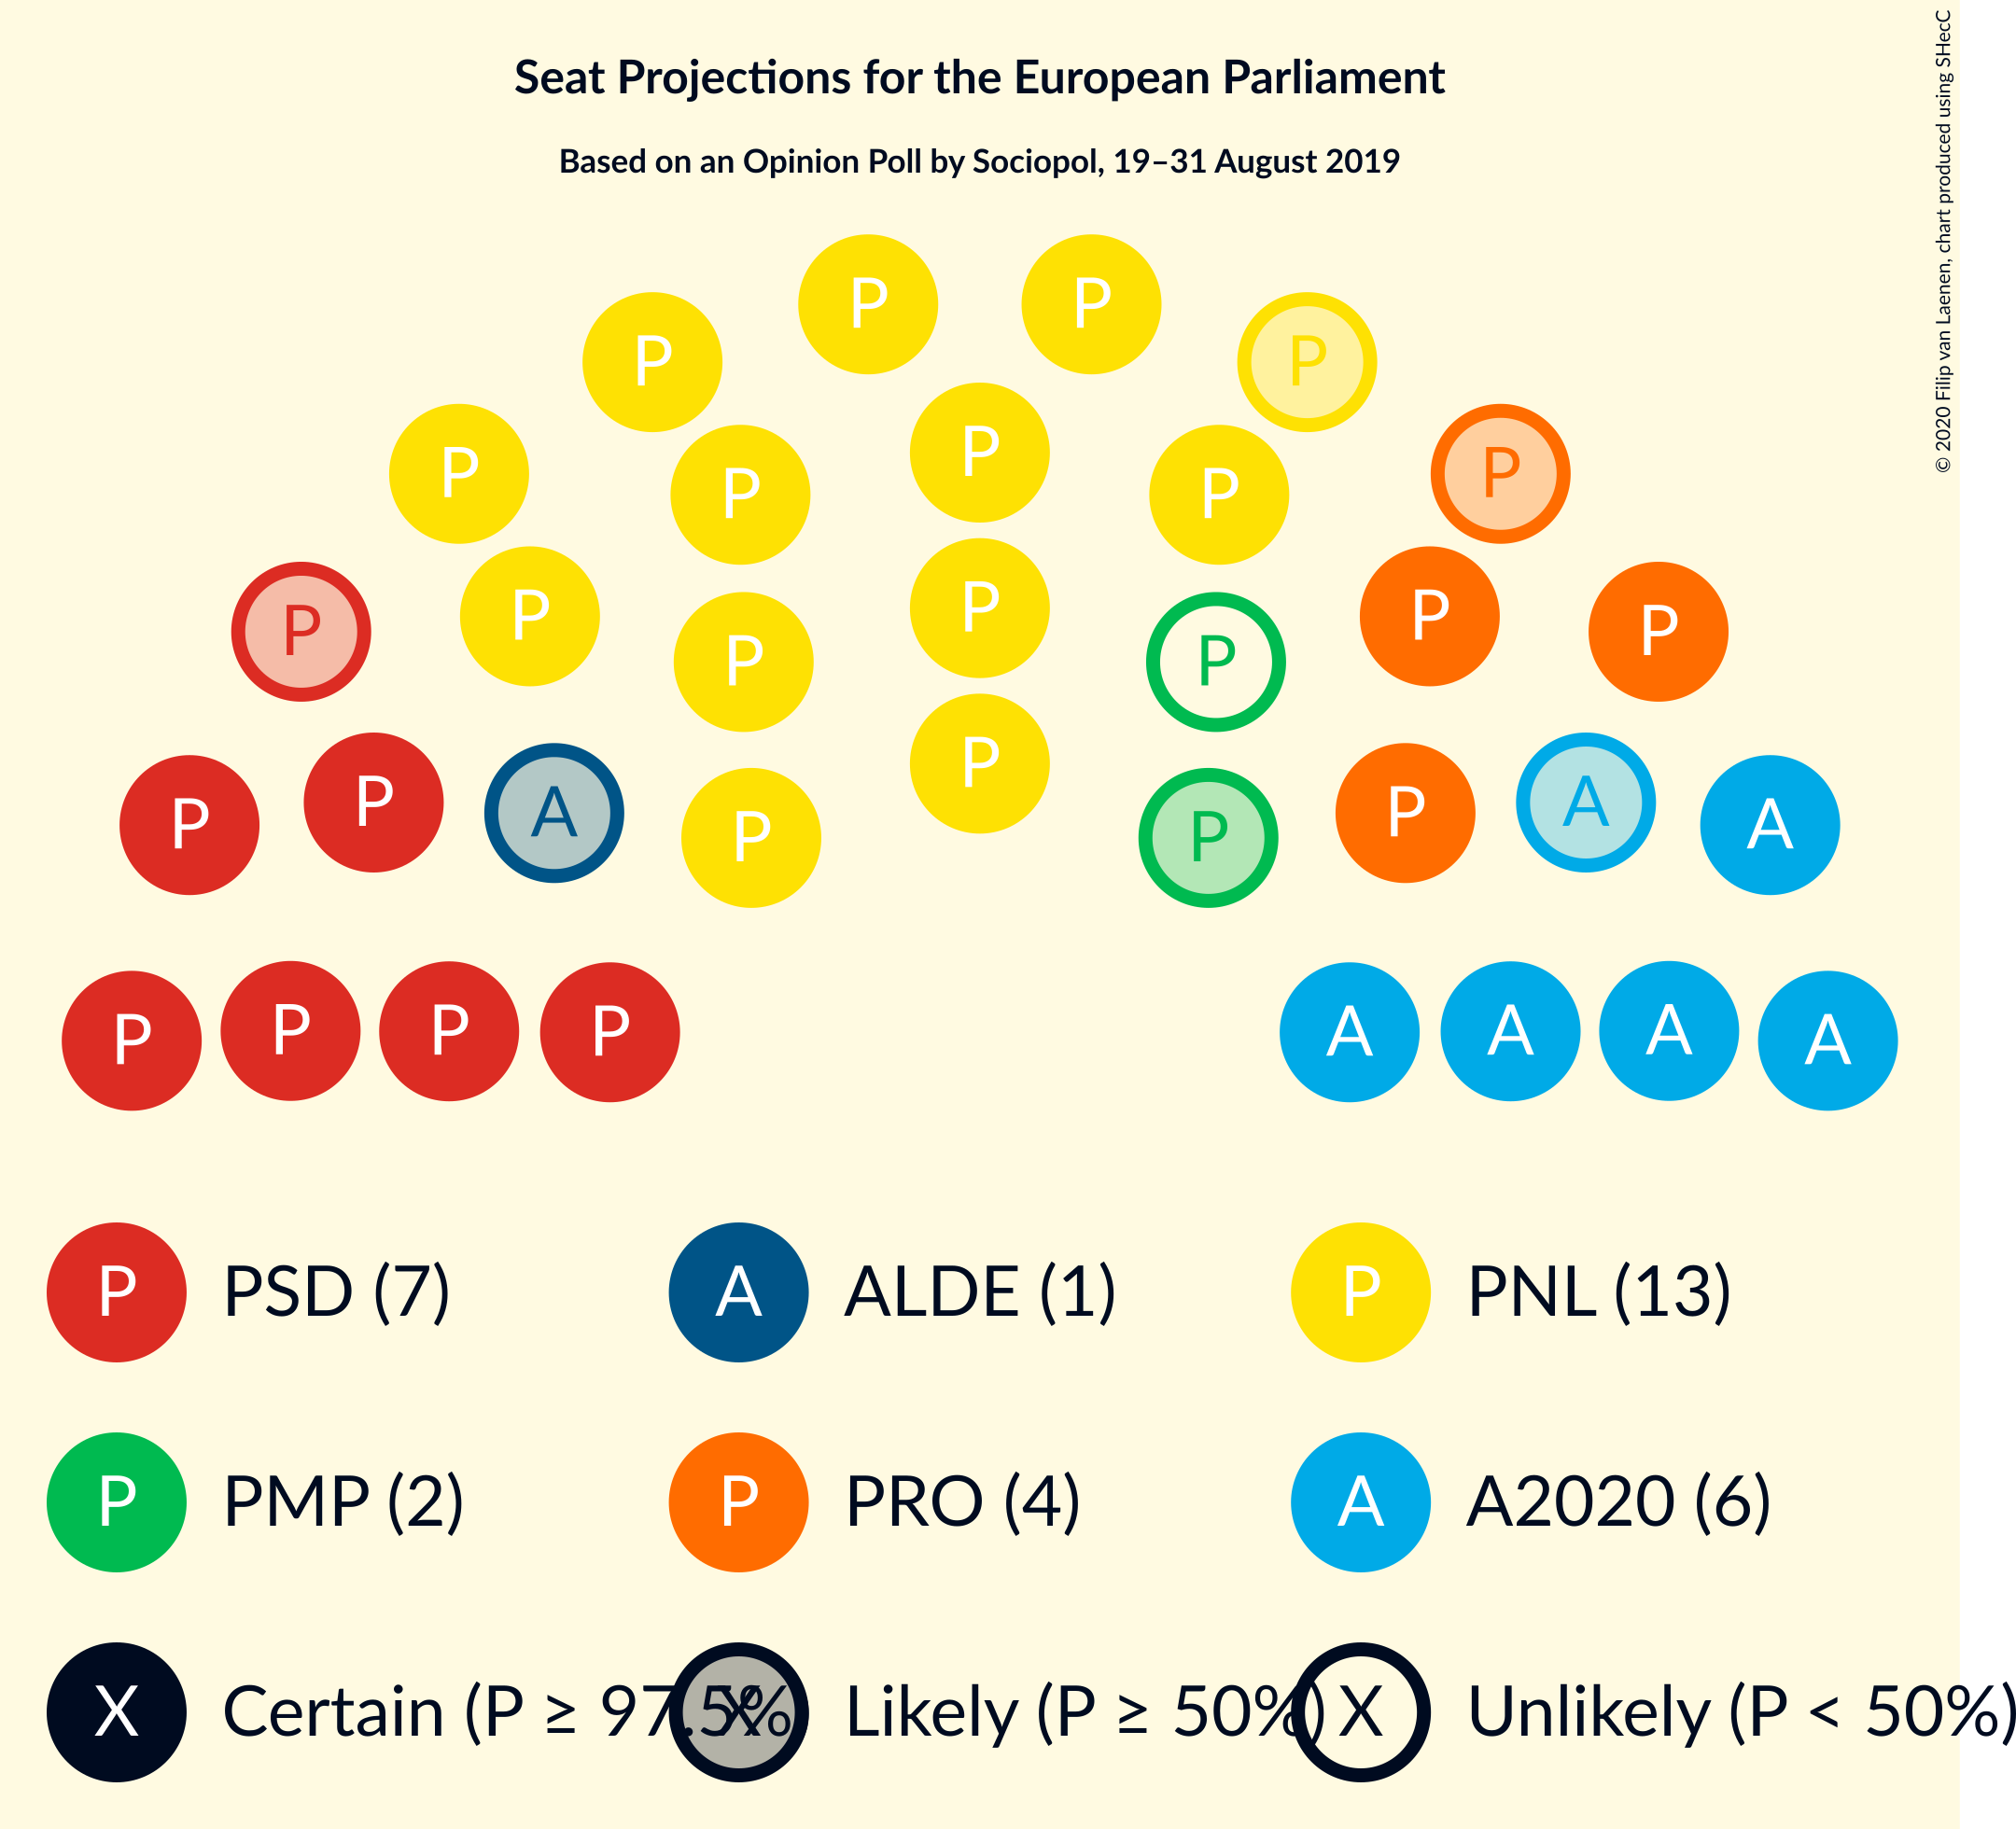 Seat Projections for the European Parliament
Based on an Opinion Poll by Sociopol, 19–31 August 2019
© 2020 Filip van Laenen, chart produced using SHecC
P P
P P
P P
P P P
P P P P
P P P
P P A P P A A
P P
P P P P A A A A
P PSD (7) A ALDE (1) P PNL (13)
P PMP (2) P PRO (4) A A2020 (6)
X Certain (P ≥ 97.5% X Likely (P ≥ 50%) X Unlikely (P < 50%)